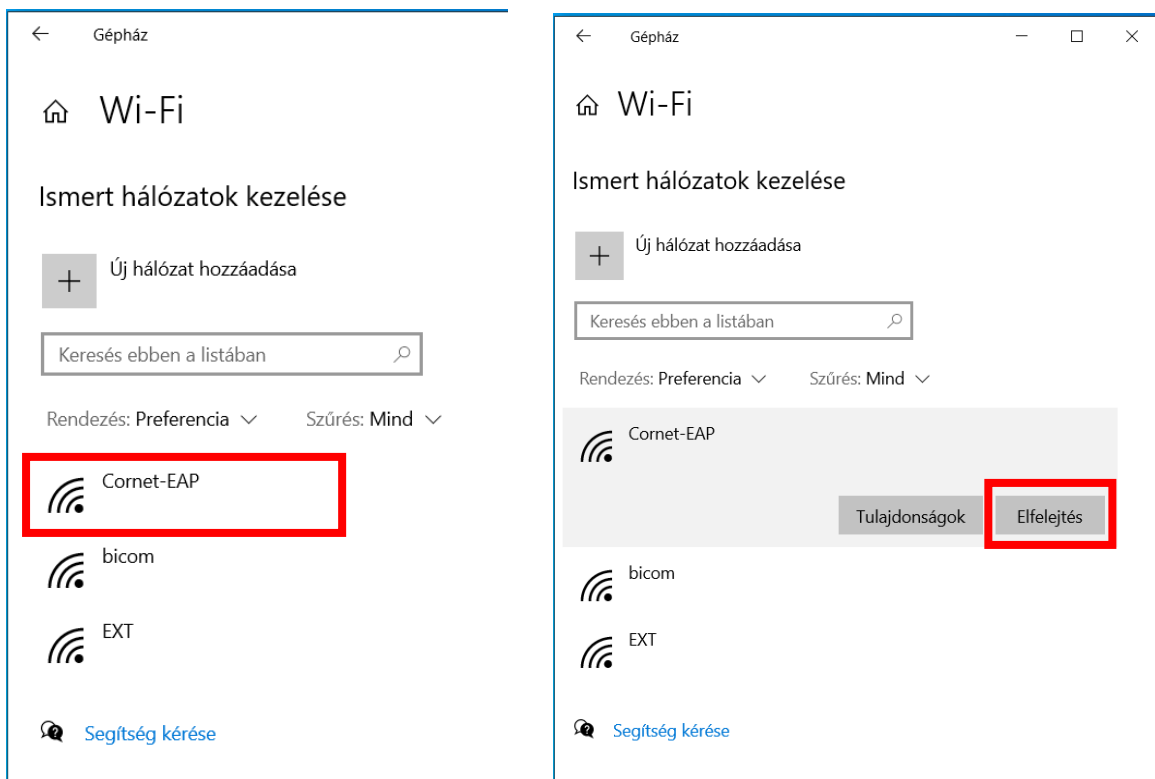 Gépház
Wi-Fi
Ismert hálózatok kezelése
Új hálózat hozzáadása
Keresés ebben a listában
Rendezés: Preferencia Szűrés: Mind
Cornet-EAP
bicom
EXT
Segítség kérése
Gépház
Wi-Fi
Ismert hálózatok kezelése
Új hálózat hozzáadása
Keresés ebben a listában
Rendezés: Preferencia Szűrés: Mind
Cornet-EAP
Tulajdonságok Elfelejtés
bicom
EXT
Segítség kérése